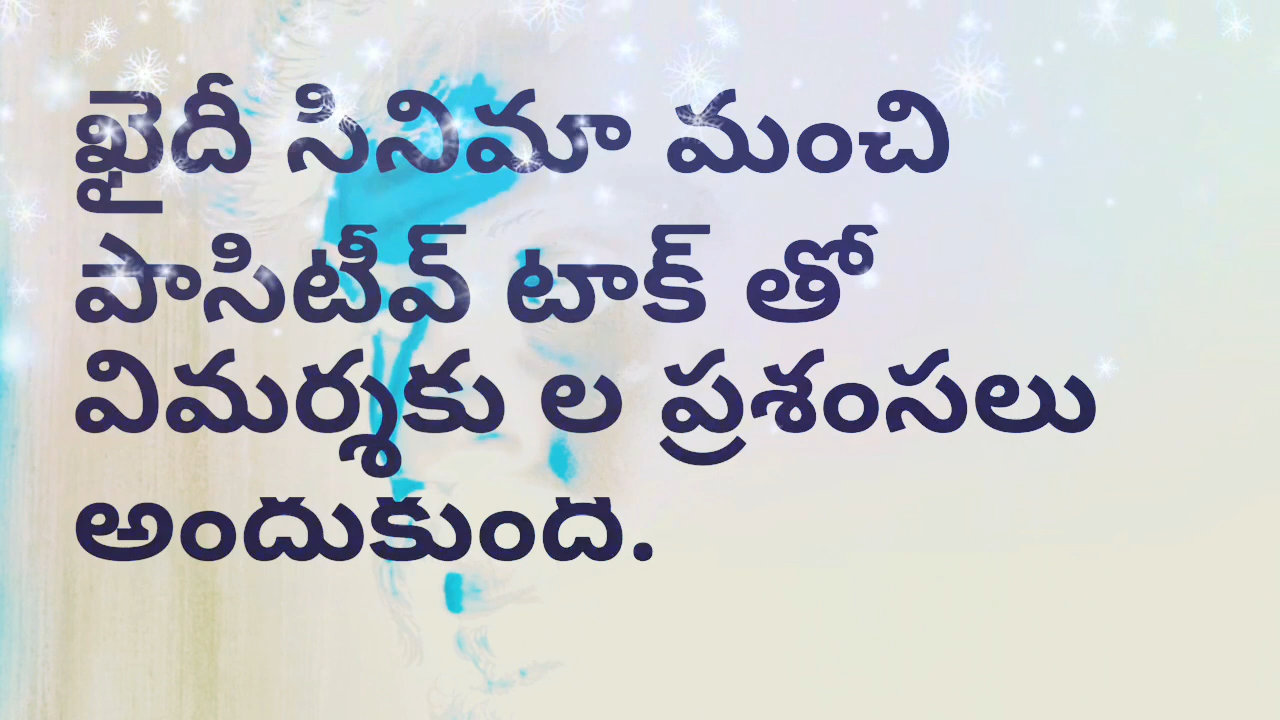 ఖైదీ సినిమా మంచి
పాసిటీవ్ టాక్ తో
విమర్శకు ల ప్రశంసలు
అందుకుంది.